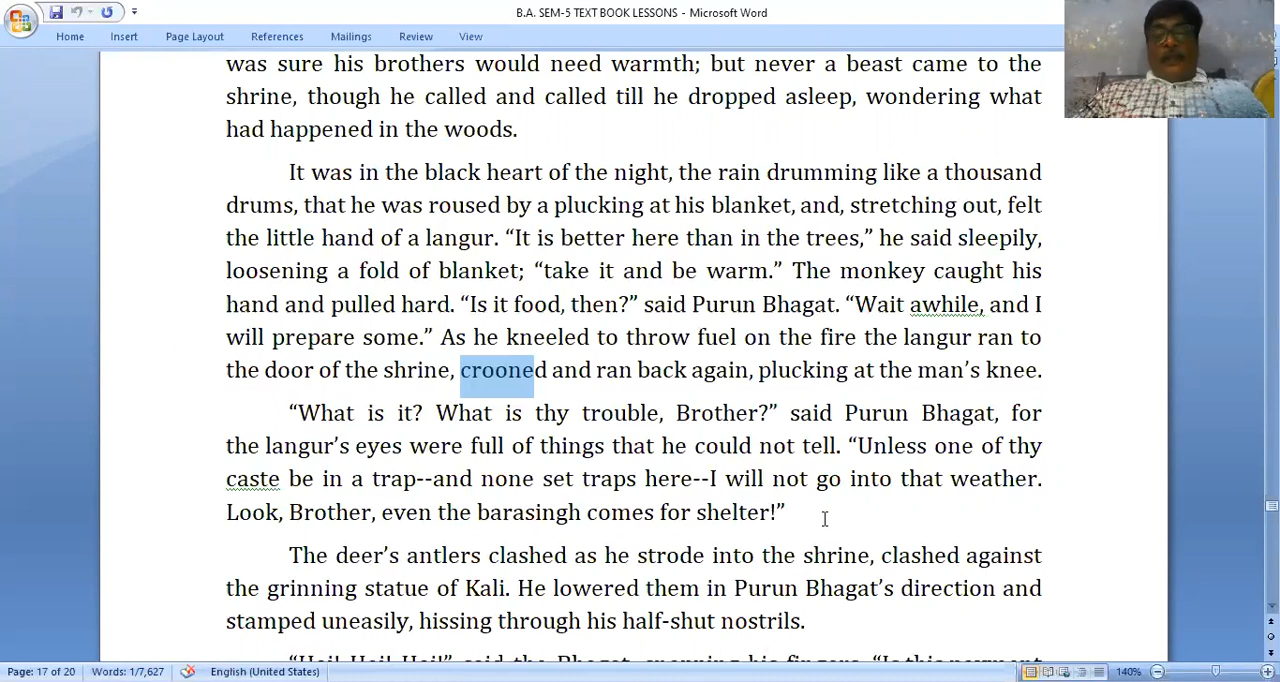 B.A. SEM-5 TEXT BOOK LESSONS - Microsoft Word
Home Insert Page Layout References Mailings Review View
was sure his brothers would need warmth; but never a beast came to the
shrine, though he called and called till he dropped asleep, wondering what
had happened in the woods.
It was in the black heart of the night, the rain drumming like a thousand
drums, that he was roused by a plucking at his blanket, and, stretching out, felt
the little hand of a langur. “It is better here than in the trees,” he said sleepily,
loosening a fold of blanket; “take it and be warm.” The monkey caught his
hand and pulled hard. “Is it food, then?” said Purun Bhagat. “Wait awhile, and I
will prepare some.” As he kneeled to throw fuel on the fire the langur ran to
the door of the shrine, crooned and ran back again, plucking at the man’s knee.
“What is it? What is thy trouble, Brother?” said Purun Bhagat, for
the langur’s eyes were full of things that he could not tell. “Unless one of thy
caste be in a trap--and none set traps here--I will not go into that weather.
Look, Brother, even the barasingh comes for shelter!”
The deer’s antlers clashed as he strode into the shrine, clashed against
the grinning statue of Kali. He lowered them in Purun Bhagat’s direction and
stamped uneasily, hissing through his half-shut nostrils.
“Hai! Hai! Hai!” said the Bhagat, snapping his fingers. “Is this payment
Page: 17 of 20 Words: 1/7,627 English (United States) 140%